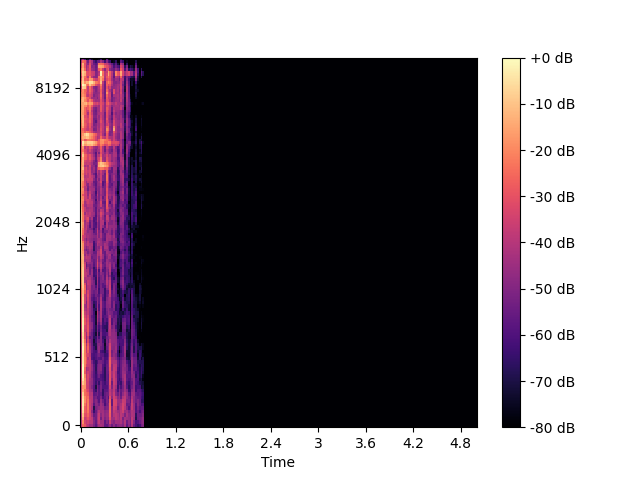 +0 dB
8192
-10 dB
4096
-20 dB
-30 dB
2048
Hz
-40 dB
1024
-50 dB
512
-60 dB
-70 dB
0
-80 dB
0 0.6 1.2 1.8 2.4 3 3.6 4.2 4.8
Time